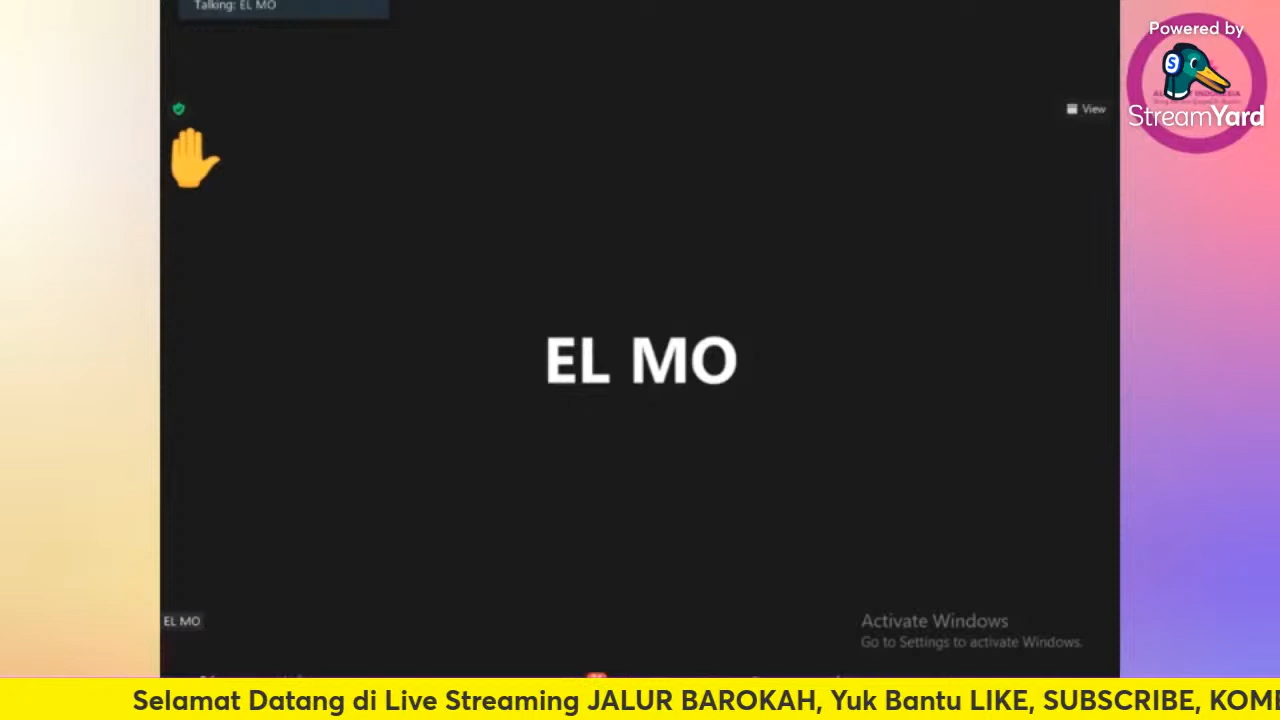 Talking: EL MO
Powered by
StreamYard
View
EL MO
EL MO
Activate Windows
Go to Settings to activate Windows.
Selamat Datang di Live Streaming JALUR BAROKAH, Yuk Bantu LIKE, SUBSCRIBE,